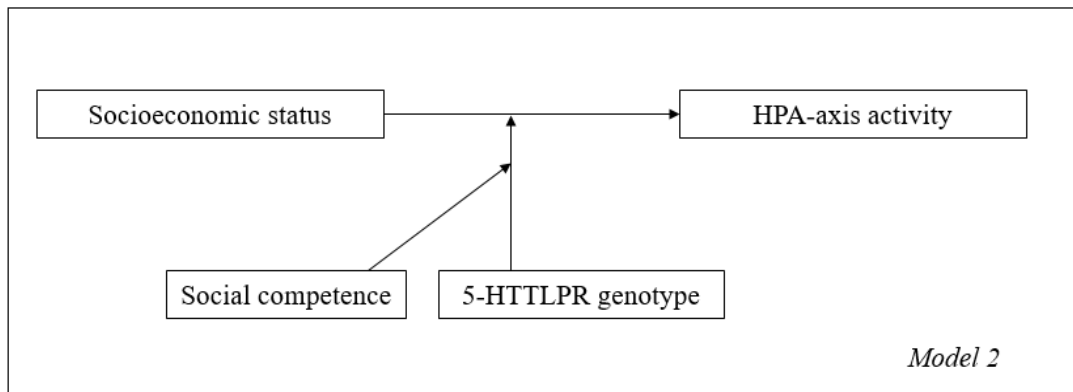 Socioeconomic status
HPA-axis activity
Social competence
5-HTTLPR genotype
Model 2